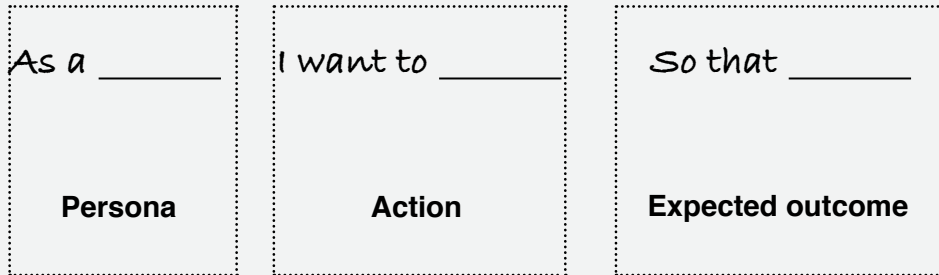 As a ______ I want to ______ So that ______
Persona Action Expected outcome